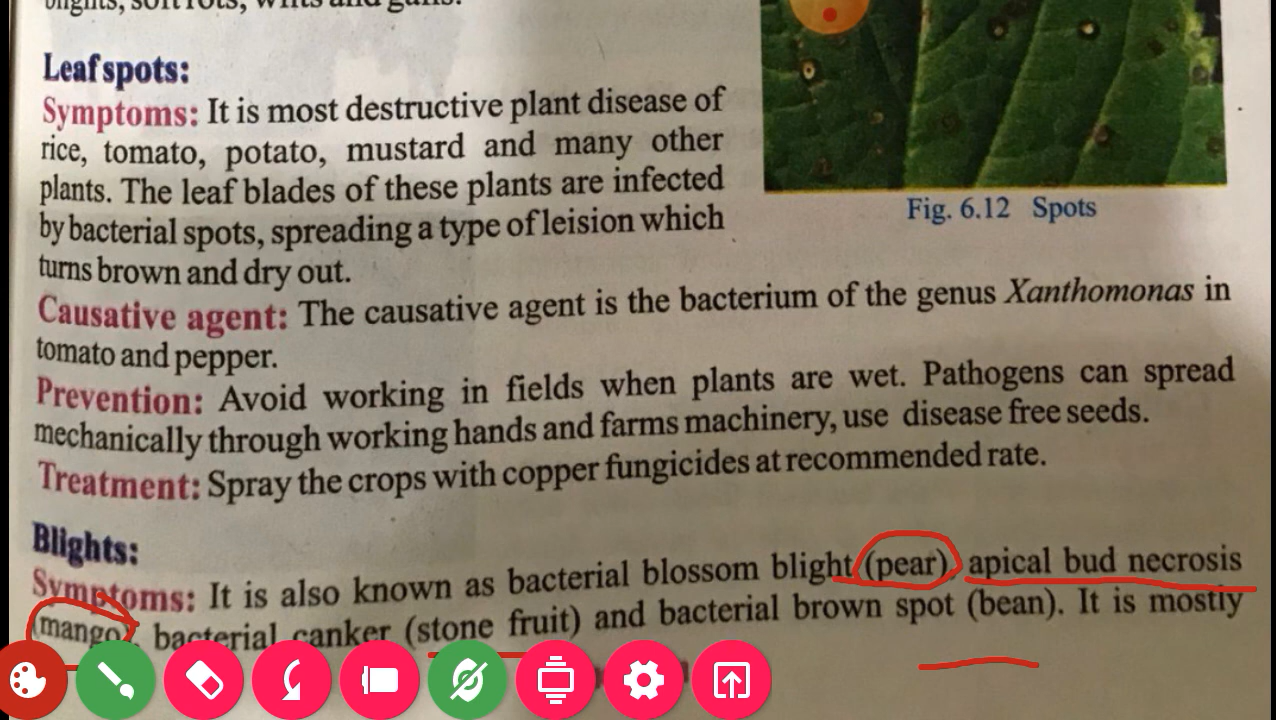 blights, soft rots, wilts and galls.
Leaf spots:
Symptoms: It is most destructive plant disease of
rice, tomato, potato, mustard and many other
plants. The leaf blades of these plants are infected
by bacterial spots, spreading a type of leision which
turns brown and dry out.
Fig. 6.12 Spots
Causative agent: The causative agent is the bacterium of the genus Xanthomonas in
tomato and pepper.
Prevention: Avoid working in fields when plants are wet. Pathogens can spread
mechanically through working hands and farms machinery, use disease free seeds.
Treatment: Spray the crops with copper fungicides at recommended rate.
Blights:
Symptoms: It is also known as bacterial blossom blight (pear) apical bud necrosis
(mango), bacterial canker (stone fruit) and bacterial brown spot (bean). It is mostly